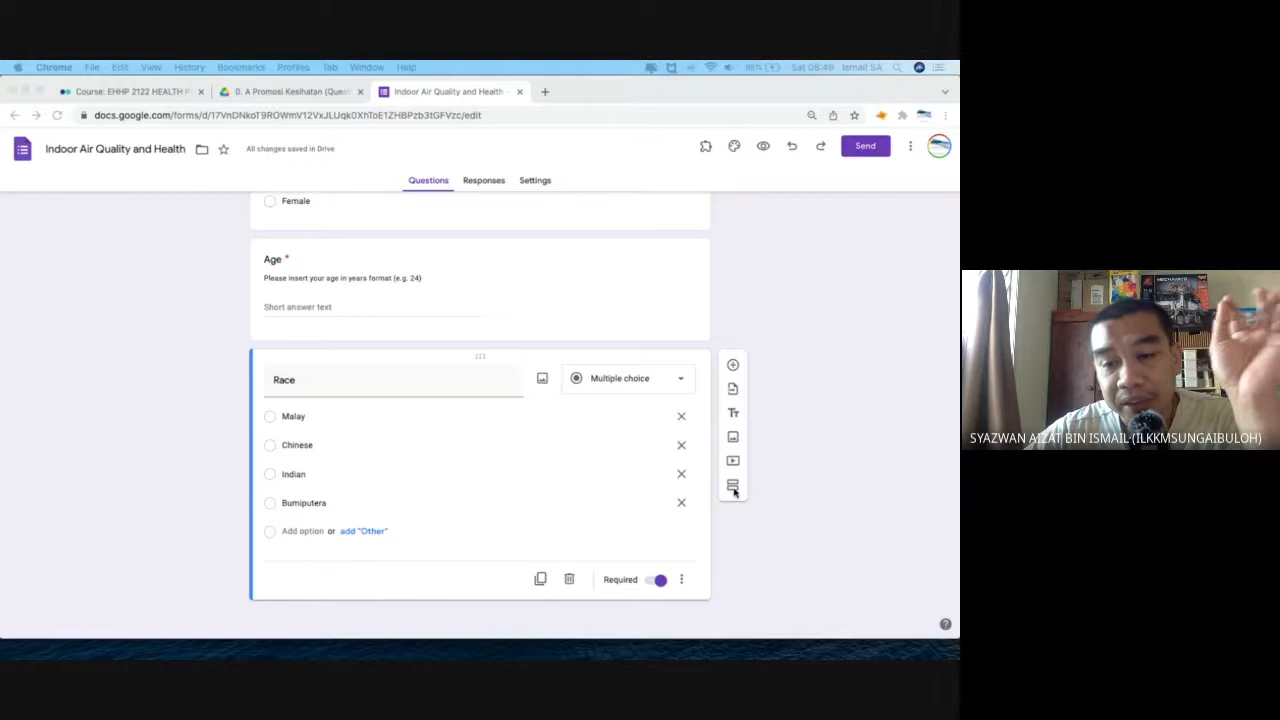 Chrome File Edit View History Bookmarks Profiles Tab Window Help 96% Sat 08:49 Ismail SA
Course: EHHP 2122 HEALTH P
0. A Promosi Kesihatan (Quest
Indoor Air Quality and Health -
docs.google.com/forms/d/17VnDNkoT9ROWmV12VxJLUqk0XhToE1ZHBPzb3tGFVzc/edit
Indoor Air Quality and Health
All changes saved in Drive
Send
Questions Responses Settings
Female
Age *
Please insert your age in years format (e.g. 24)
Short answer text
Race
Multiple choice
Malay
Chinese
Indian
Bumiputera
Add option or add "Other"
Required
MECHANICS
SYAZWAN AIZAT BIN ISMAIL (ILKKMSUNGAIBULOH)